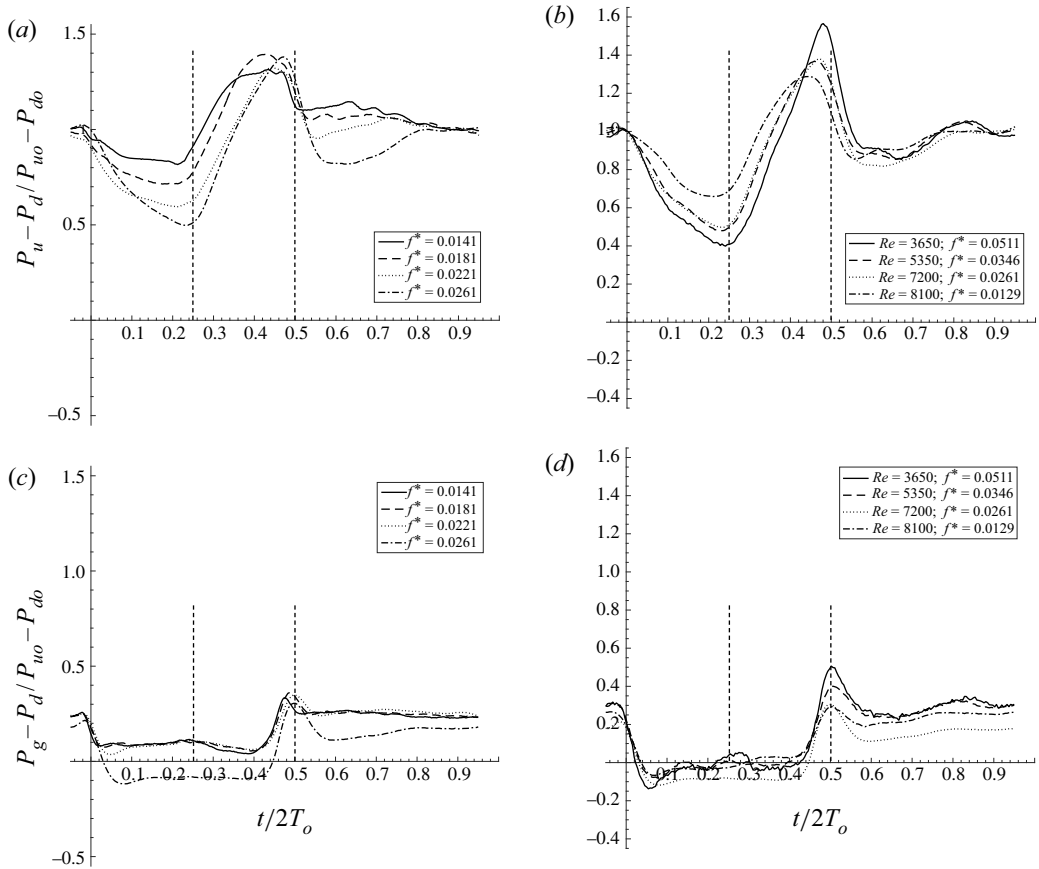 (a)
1.5
0.5
–0.5
P_u – P_d / P_uo – P_do
0.1 0.2 0.3 0.4 0.5 0.6 0.7 0.8 0.9
f* = 0.0141
f* = 0.0181
f* = 0.0221
f* = 0.0261
(b)
1.6
1.4
1.2
1.0
0.8
0.6
0.4
0.2
–0.2
–0.4
0.1 0.2 0.3 0.4 0.5 0.6 0.7 0.8 0.9
Re = 3650; f* = 0.0511
Re = 5350; f* = 0.0346
Re = 7200; f* = 0.0261
Re = 8100; f* = 0.0129
(c)
1.5
1.0
0.5
–0.5
P_g – P_d / P_uo – P_do
0.1 0.2 0.3 0.4 0.5 0.6 0.7 0.8 0.9
t/2T_o
f* = 0.0141
f* = 0.0181
f* = 0.0221
f* = 0.0261
(d)
1.6
1.4
1.2
1.0
0.8
0.6
0.4
0.2
–0.2
–0.4
0.1 0.2 0.3 0.4 0.5 0.6 0.7 0.8 0.9
t/2T_o
Re = 3650; f* = 0.0511
Re = 5350; f* = 0.0346
Re = 7200; f* = 0.0261
Re = 8100; f* = 0.0129